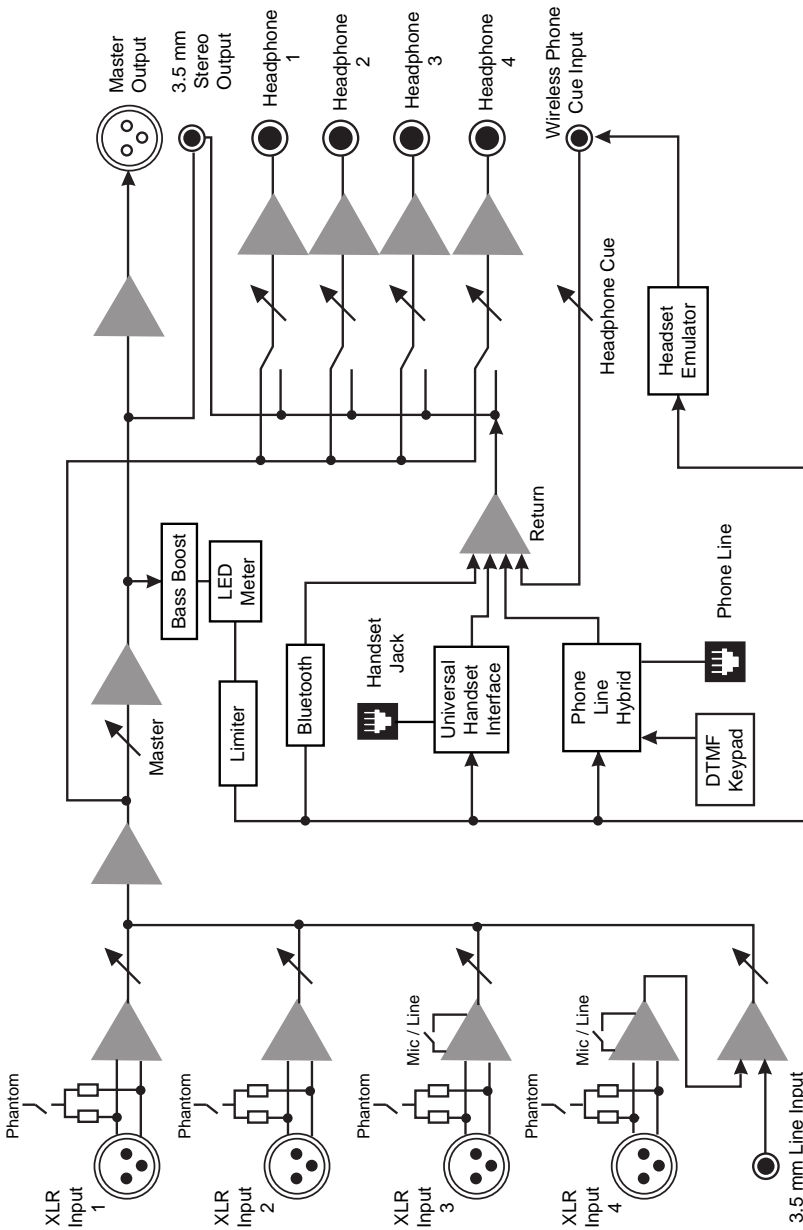 Phantom
XLR
Input
1
Phantom
XLR
Input
2
Phantom
Mic / Line
XLR
Input
3
Phantom
Mic / Line
XLR
Input
4
3.5 mm Line Input
Master
Bass Boost
LED
Meter
Limiter
Bluetooth
Handset
Jack
Universal
Handset
Interface
Phone
Line
Hybrid
DTMF
Keypad
Phone Line
Return
Headphone Cue
Headset
Emulator
Master
Output
3.5 mm
Stereo
Output
Headphone
1
Headphone
2
Headphone
3
Headphone
4
Wireless Phone
Cue Input